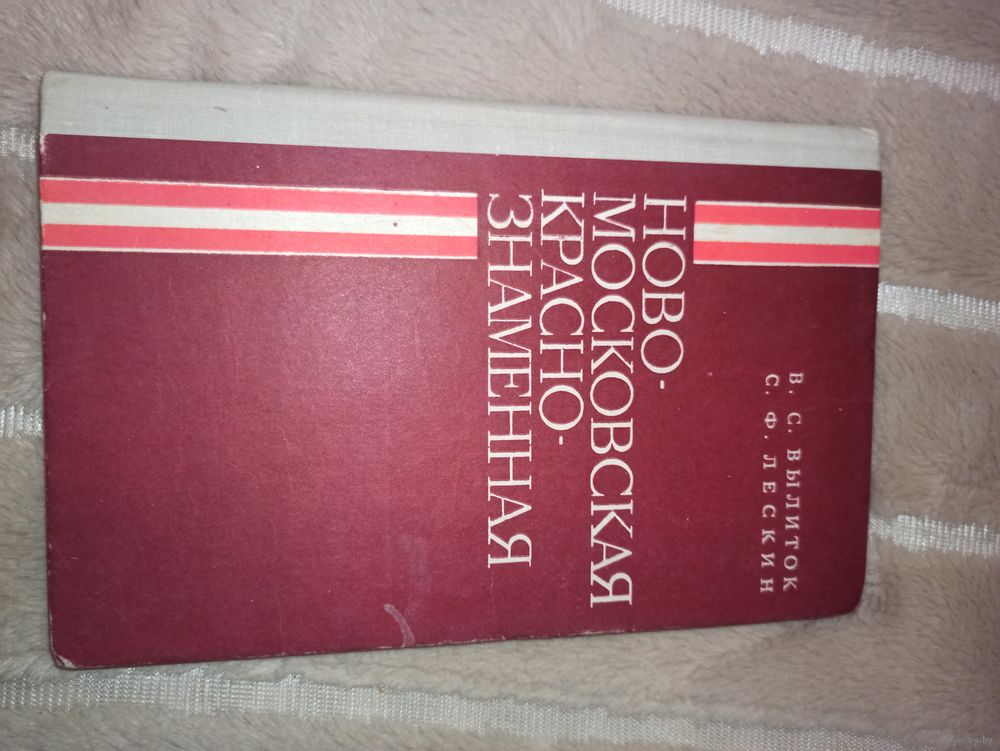 В. С. ВЫЛИТОК
С. Ф. ЛЕСКИН
НОВО-
МОСКОВСКАЯ
КРАСНО-
ЗНАМЕННАЯ